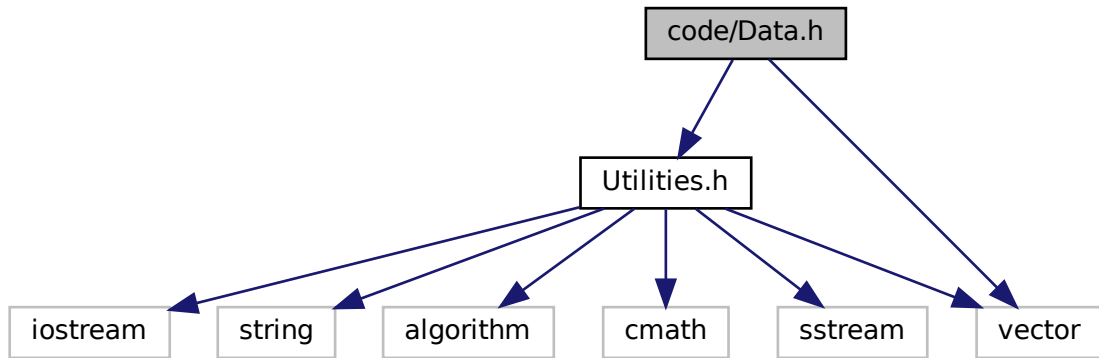 code/Data.h
Utilities.h
iostream
string
algorithm
cmath
sstream
vector